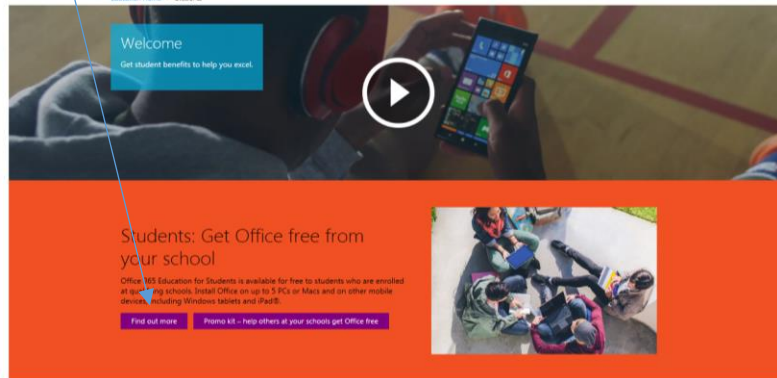 Welcome
Get student benefits to help you excel.
Students: Get Office free from
your school
Office 365 Education for Students is available for free to students who are enrolled
at qualifying schools. Install Office on up to 5 PCs or Macs and on other mobile
devices, including Windows tablets and iPad®.
Find out more
Promo kit – help others at your schools get Office free